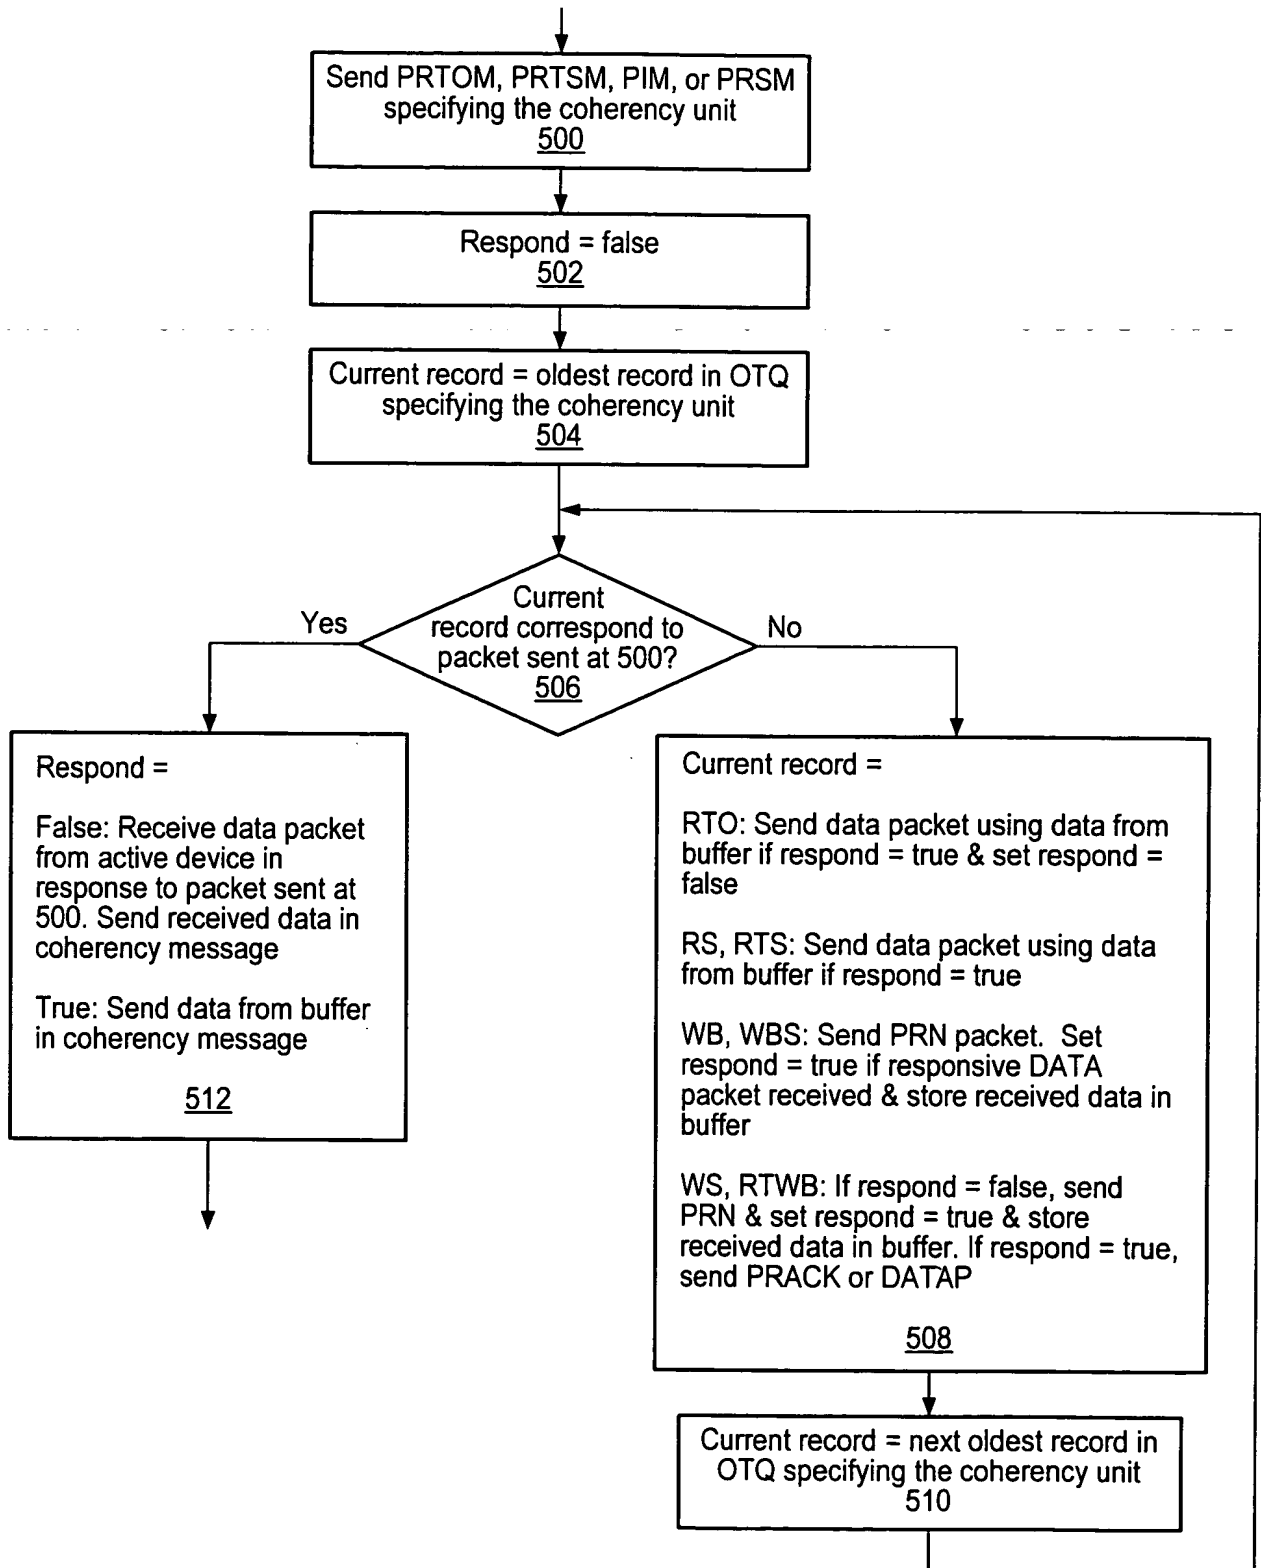 Send PRTOM, PRTSM, PIM, or PRSM
specifying the coherency unit
500
Respond = false
502
Current record = oldest record in OTQ
specifying the coherency unit
504
Current
record correspond to
packet sent at 500?
506
Yes
No
Respond =
False: Receive data packet
from active device in
response to packet sent at
500. Send received data in
coherency message
True: Send data from buffer
in coherency message
512
Current record =
RTO: Send data packet using data from
buffer if respond = true & set respond =
false
RS, RTS: Send data packet using data
from buffer if respond = true
WB, WBS: Send PRN packet. Set
respond = true if responsive DATA
packet received & store received data in
buffer
WS, RTWB: If respond = false, send
PRN & set respond = true & store
received data in buffer. If respond = true,
send PRACK or DATAP
508
Current record = next oldest record in
OTQ specifying the coherency unit
510